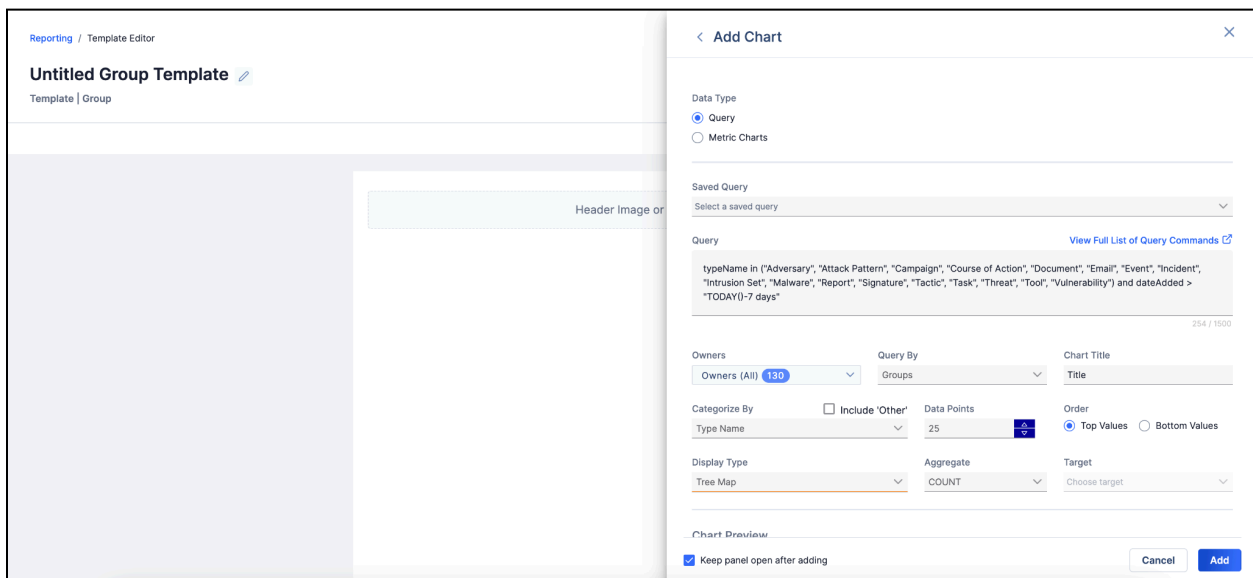 Reporting / Template Editor
Untitled Group Template
Template | Group
Header Image or
Add Chart
Data Type
Query
Metric Charts
Saved Query
Select a saved query
Query
View Full List of Query Commands
typeName in ("Adversary", "Attack Pattern", "Campaign", "Course of Action", "Document", "Email", "Event", "Incident",
"Intrusion Set", "Malware", "Report", "Signature", "Tactic", "Task", "Threat", "Tool", "Vulnerability") and dateAdded >
"TODAY()-7 days"
254 / 1500
Owners
Query By
Chart Title
Owners (All) 130
Groups
Title
Categorize By
Include 'Other'
Data Points
Order
Type Name
25
Top Values
Bottom Values
Display Type
Aggregate
Target
Tree Map
COUNT
Choose target
Chart Preview
Keep panel open after adding
Cancel
Add